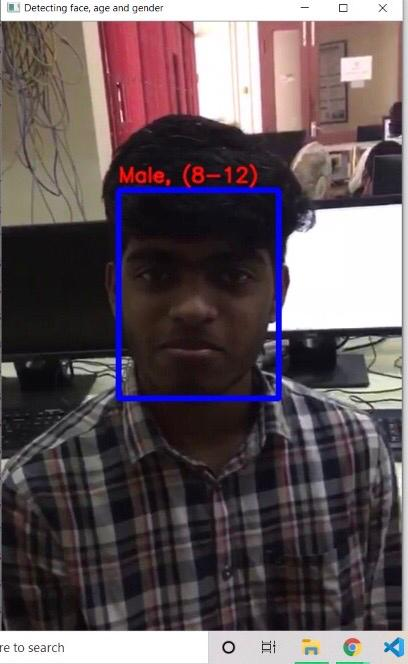 Detecting face, age and gender
Male, (8-12)
re to search